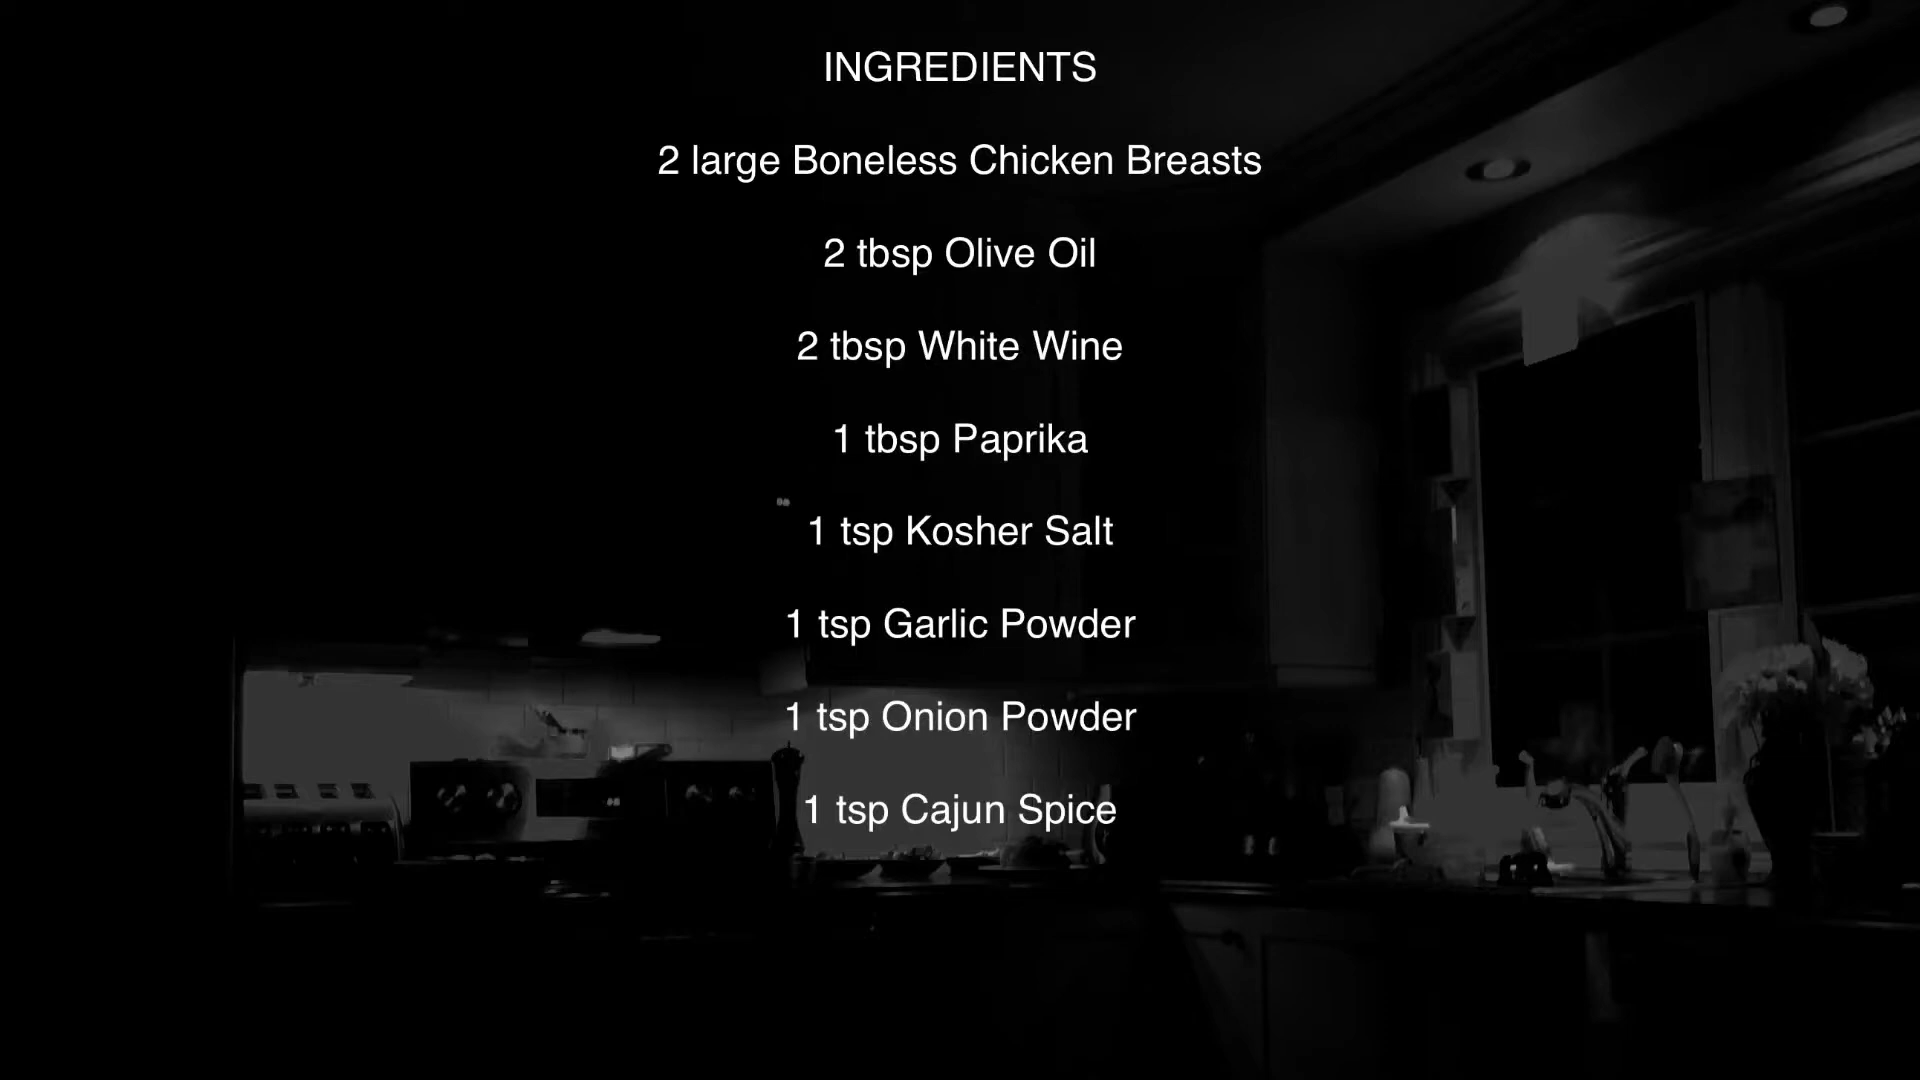 INGREDIENTS
2 large Boneless Chicken Breasts
2 tbsp Olive Oil
2 tbsp White Wine
1 tbsp Paprika
1 tsp Kosher Salt
1 tsp Garlic Powder
1 tsp Onion Powder
1 tsp Cajun Spice